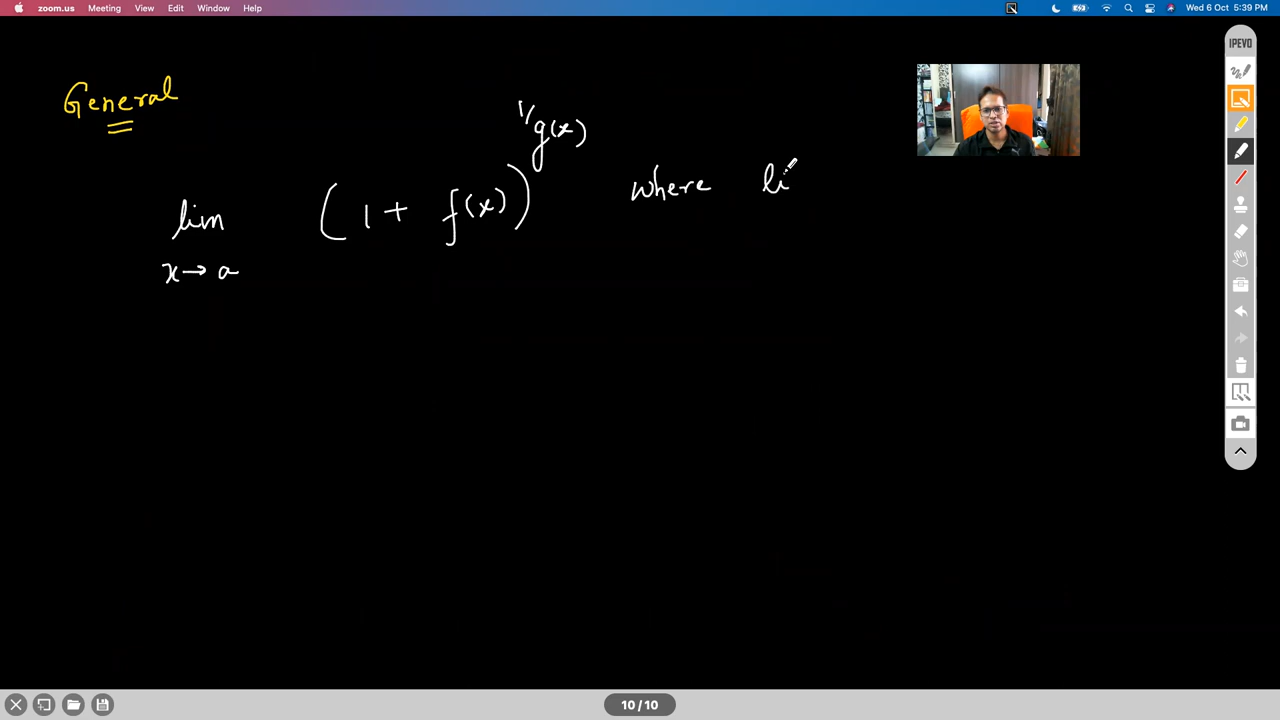 zoom.us Meeting View Edit Window Help Wed 6 Oct 5:39 PM
IPEVO
General
lim (1 + f(x))^{1/g(x)} where li
x→a
10/10